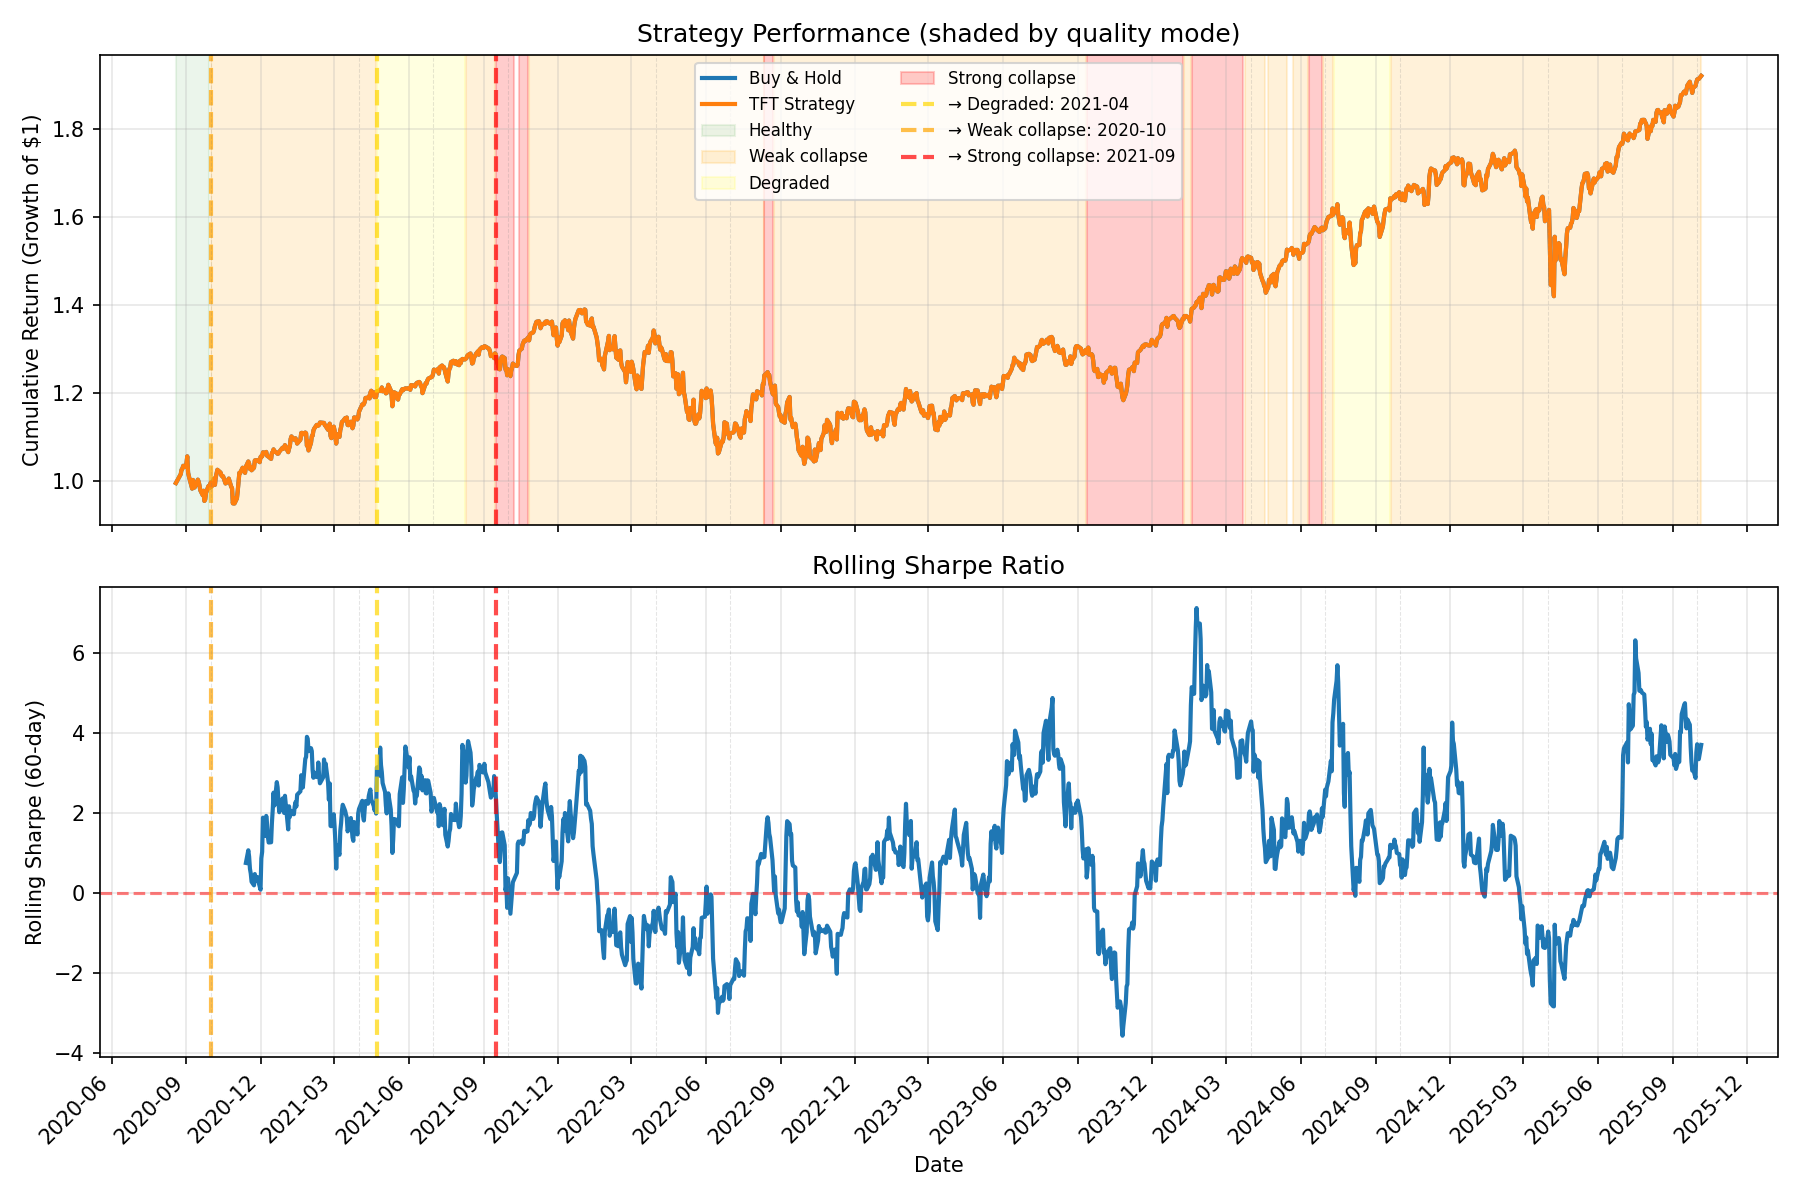 Strategy Performance (shaded by quality mode)
Cumulative Return (Growth of $1)
1.8
1.6
1.4
1.2
1.0
Buy & Hold
TFT Strategy
Healthy
Weak collapse
Degraded
Strong collapse
→ Degraded: 2021-04
→ Weak collapse: 2020-10
→ Strong collapse: 2021-09
Rolling Sharpe Ratio
Rolling Sharpe (60-day)
6
4
2
0
−2
−4
2020-06
2020-09
2020-12
2021-03
2021-06
2021-09
2021-12
2022-03
2022-06
2022-09
2022-12
2023-03
2023-06
2023-09
2023-12
2024-03
2024-06
2024-09
2024-12
2025-03
2025-06
2025-09
2025-12
Date